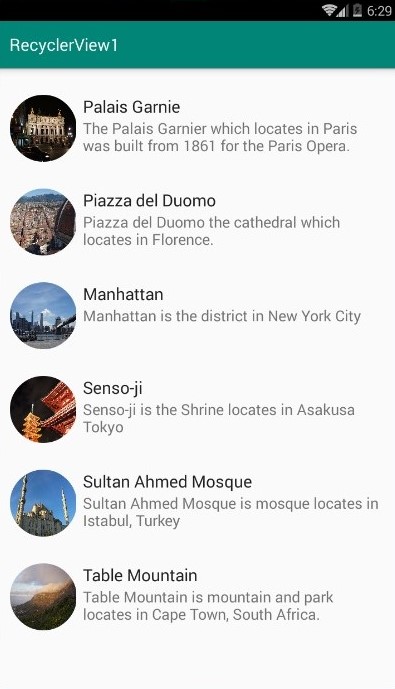 6:29
RecyclerView1
Palais Garnie
The Palais Garnier which locates in Paris
was built from 1861 for the Paris Opera.
Piazza del Duomo
Piazza del Duomo the cathedral which
locates in Florence.
Manhattan
Manhattan is the district in New York City
Senso-ji
Senso-ji is the Shrine locates in Asakusa
Tokyo
Sultan Ahmed Mosque
Sultan Ahmed Mosque is mosque locates in
Istabul, Turkey
Table Mountain
Table Mountain is mountain and park
locates in Cape Town, South Africa.